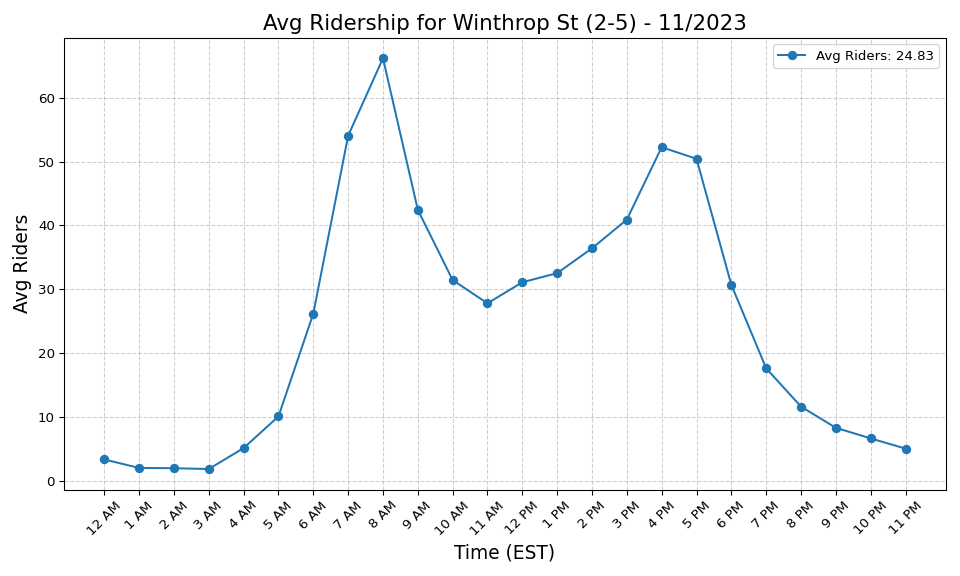 Avg Ridership for Winthrop St (2-5) - 11/2023
Avg Riders: 24.83
Avg Riders
60
50
40
30
20
10
0
12 AM
1 AM
2 AM
3 AM
4 AM
5 AM
6 AM
7 AM
8 AM
9 AM
10 AM
11 AM
12 PM
1 PM
2 PM
3 PM
4 PM
5 PM
6 PM
7 PM
8 PM
9 PM
10 PM
11 PM
Time (EST)